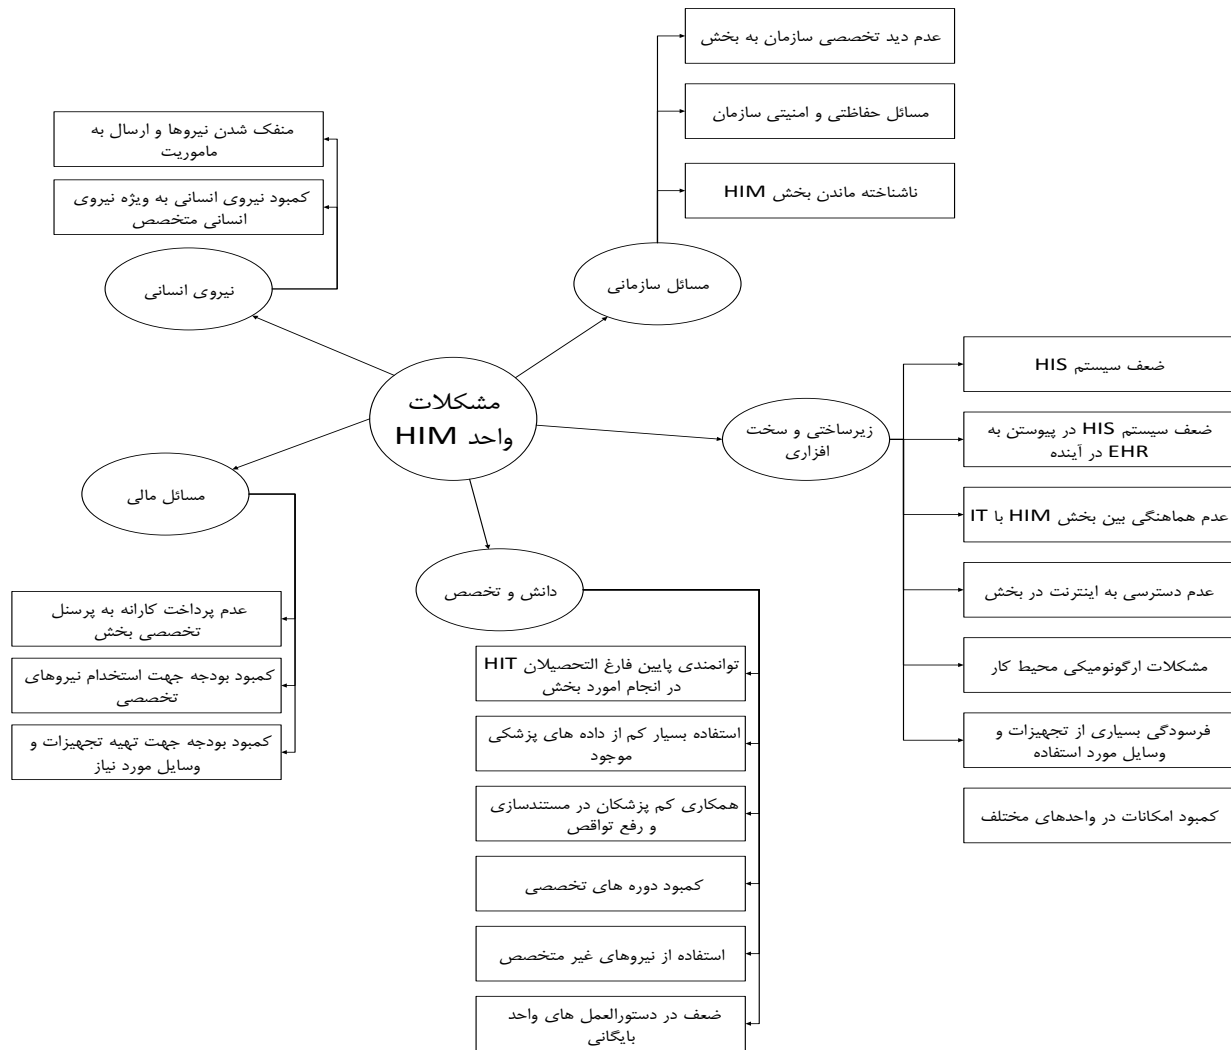 مشکلات
واحد HIM
مسائل سازمانی
عدم دید تخصصی سازمان به بخش
مسائل حفاظتی و امنیتی سازمان
ناشناخته ماندن بخش HIM
زیرساختی و سخت
افزاری
ضعف سیستم HIS
ضعف سیستم HIS در پیوستن به
EHR در آینده
عدم هماهنگی بین بخش HIM با IT
عدم دسترسی به اینترنت در بخش
مشکلات ارگونومیکی محیط کار
فرسودگی بسیاری از تجهیزات و
وسایل مورد استفاده
کمبود امکانات در واحدهای مختلف
دانش و تخصص
توانمندی پایین فارغ التحصیلان HIT
در انجام امورد بخش
استفاده بسیار کم از داده های پزشکی
موجود
همکاری کم پزشکان در مستندسازی
و رفع تواقص
کمبود دوره های تخصصی
استفاده از نیروهای غیر متخصص
ضعف در دستورالعمل های واحد
بایگانی
مسائل مالی
عدم پرداخت کارانه به پرسنل
تخصصی بخش
کمبود بودجه جهت استخدام نیروهای
تخصصی
کمبود بودجه جهت تهیه تجهیزات و
وسایل مورد نیاز
نیروی انسانی
منفک شدن نیروها و ارسال به
ماموریت
کمبود نیروی انسانی به ویژه نیروی
انسانی متخصص